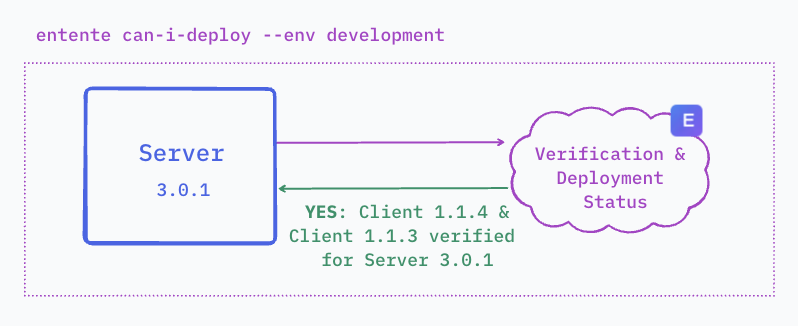 entente can-i-deploy --env development
Server
3.0.1
E
Verification &
Deployment
Status
YES: Client 1.1.4 &
Client 1.1.3 verified
for Server 3.0.1